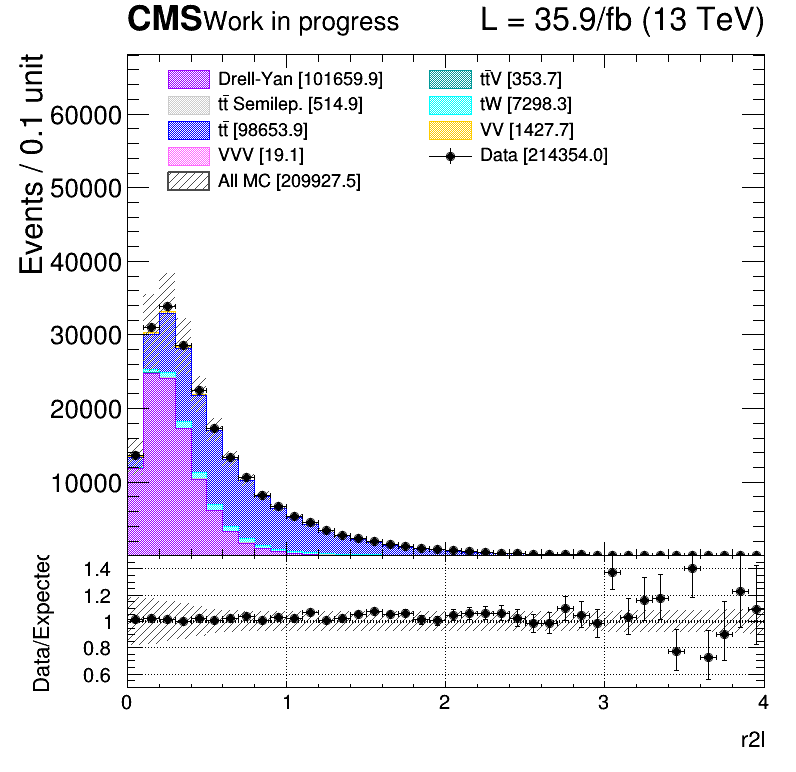 CMS Work in progress L = 35.9/fb (13 TeV)
Drell-Yan [101659.9]
tt̄ Semilep. [514.9]
tt̄ [98653.9]
VVV [19.1]
All MC [209927.5]
tt̄V [353.7]
tW [7298.3]
VV [1427.7]
Data [214354.0]
Events / 0.1 unit
60000
50000
40000
30000
20000
10000
Data/Expected
1.4
1.2
1
0.8
0.6
0 1 2 3 4
r2l